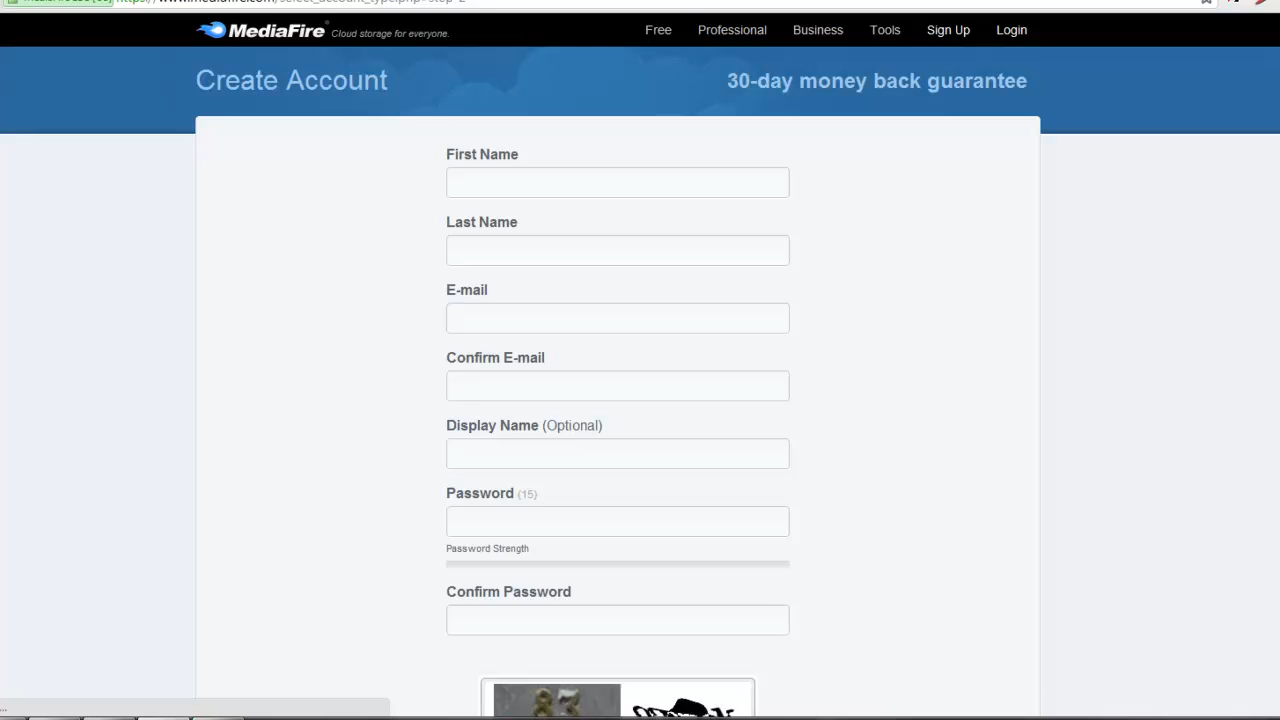 MediaFire Cloud storage for everyone.
Free Professional Business Tools Sign Up Login
Create Account
30-day money back guarantee
First Name
Last Name
E-mail
Confirm E-mail
Display Name (Optional)
Password (15)
Password Strength
Confirm Password
83